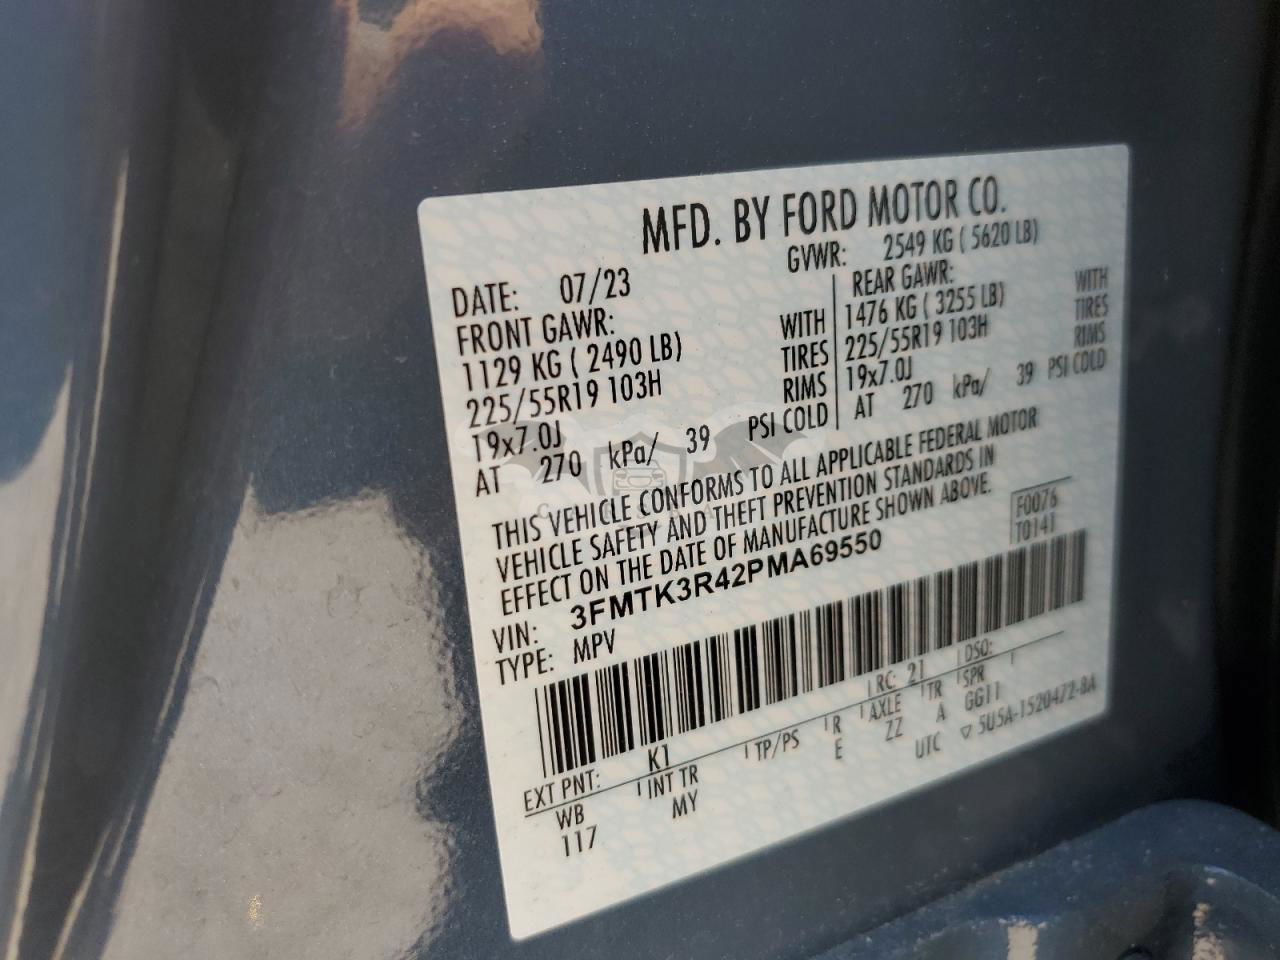 MFD. BY FORD MOTOR CO.
DATE: 07/23
GVWR: 2549 KG ( 5620 LB)
FRONT GAWR:
1129 KG ( 2490 LB) WITH
225/55R19 103H TIRES
19x7.0J RIMS
AT 270 kPa/ 39 PSI COLD
REAR GAWR:
1476 KG ( 3255 LB) WITH
225/55R19 103H TIRES
19x7.0J RIMS
AT 270 kPa/ 39 PSI COLD
THIS VEHICLE CONFORMS TO ALL APPLICABLE FEDERAL MOTOR
VEHICLE SAFETY AND THEFT PREVENTION STANDARDS IN
EFFECT ON THE DATE OF MANUFACTURE SHOWN ABOVE.
F0076
T0141
VIN: 3FMTK3R42PMA69550
TYPE: MPV
EXT PNT: K1 RC: 21 DSO:
WB INT TR TP/PS R AXLE TR SPR
117 MY E ZZ A GG11
UTC ▽ 5U5A-1520472-BA